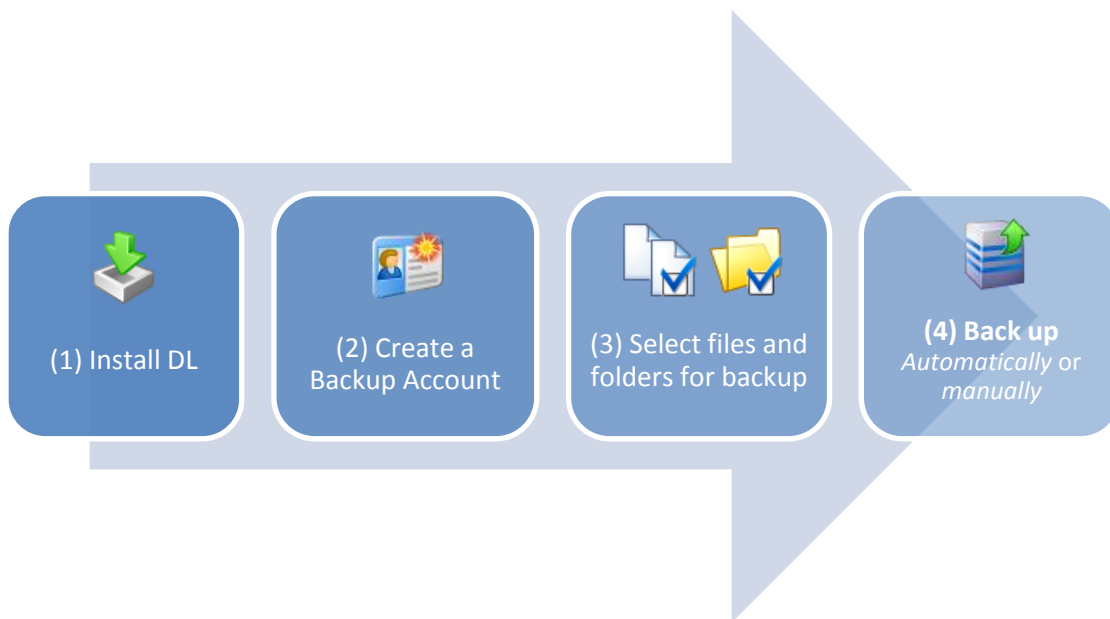 (1) Install DL
(2) Create a
Backup Account
(3) Select files and
folders for backup
(4) Back up
Automatically or
manually